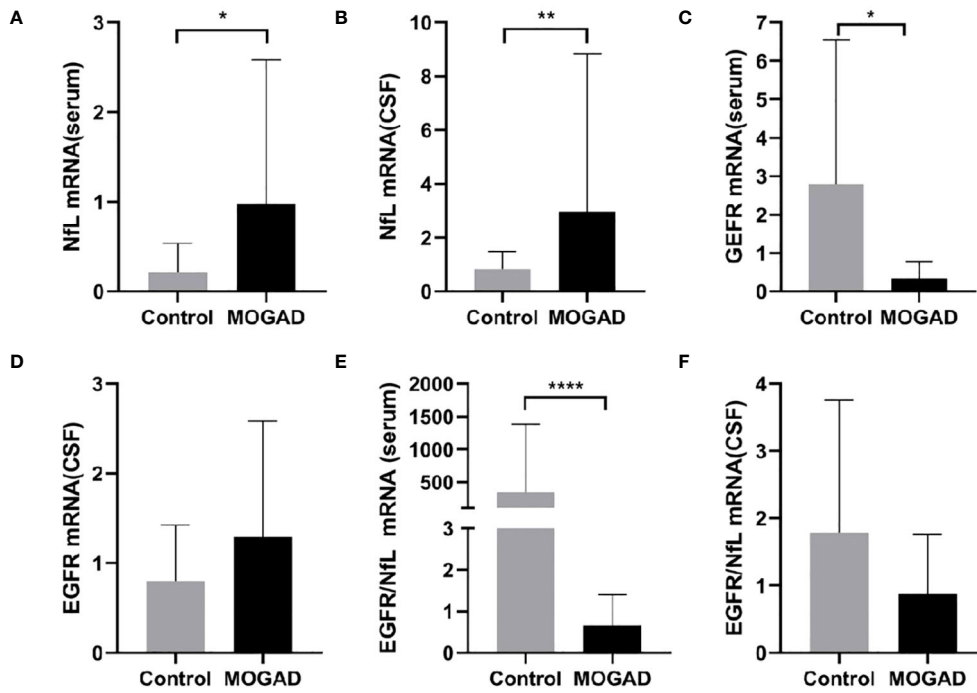 A
NfL mRNA(serum)
3
2
1
0
*
Control MOGAD
B
NfL mRNA(CSF)
10
8
6
4
2
0
**
Control MOGAD
C
GEFR mRNA(serum)
7
6
5
4
3
2
1
0
*
Control MOGAD
D
EGFR mRNA(CSF)
3
2
1
0
Control MOGAD
E
EGFR/NfL mRNA (serum)
2000
1500
1000
500
3
2
1
0
****
Control MOGAD
F
EGFR/NfL mRNA(CSF)
4
3
2
1
0
Control MOGAD